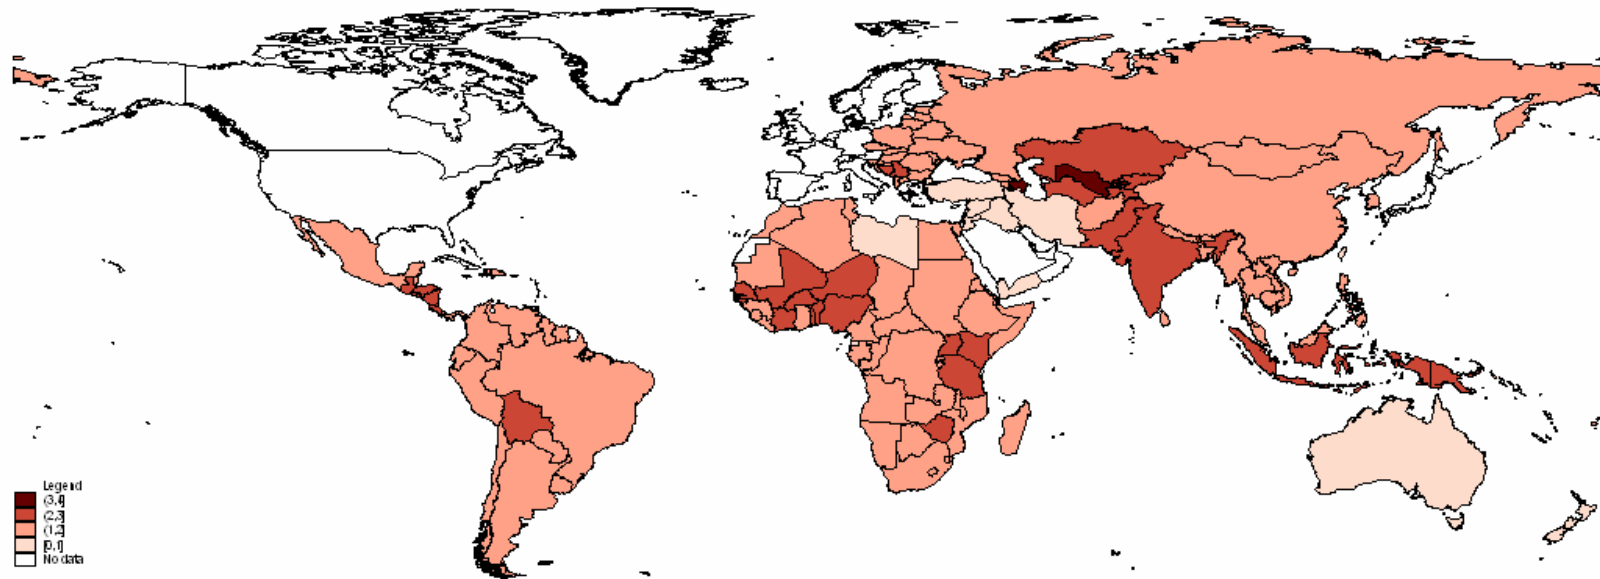 Legend
(3,4]
(2,3]
(1,2]
[0,1]
No data